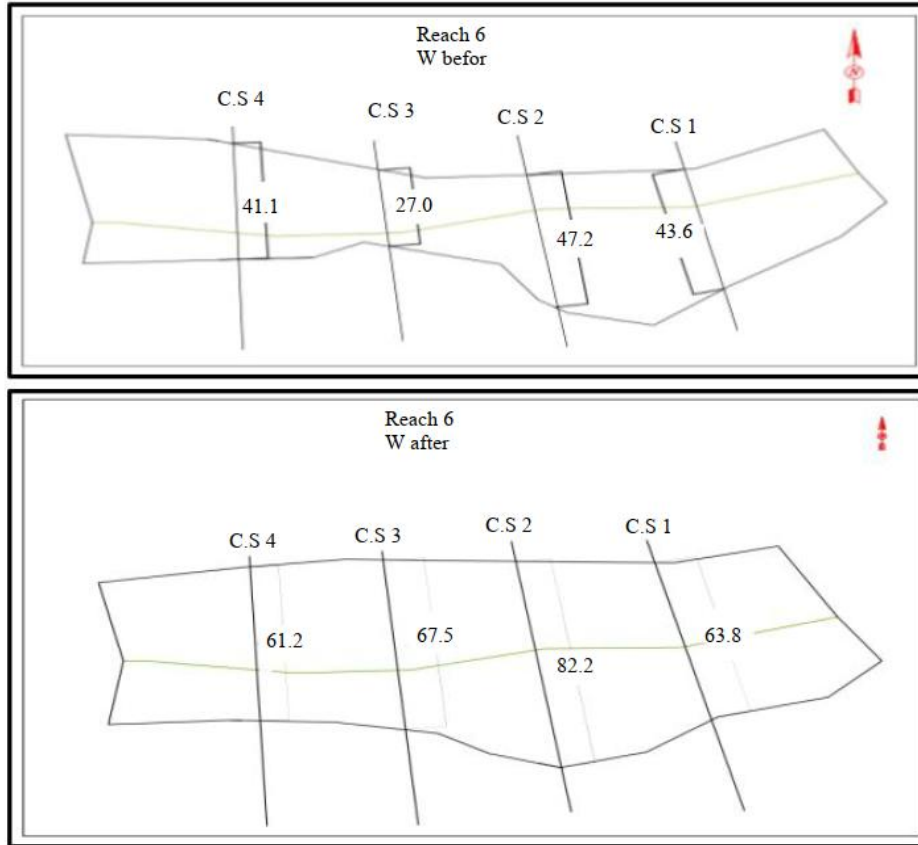 Reach 6
W befor
C.S 4
C.S 3
C.S 2
C.S 1
41.1
27.0
47.2
43.6
Reach 6
W after
C.S 4
C.S 3
C.S 2
C.S 1
61.2
67.5
82.2
63.8